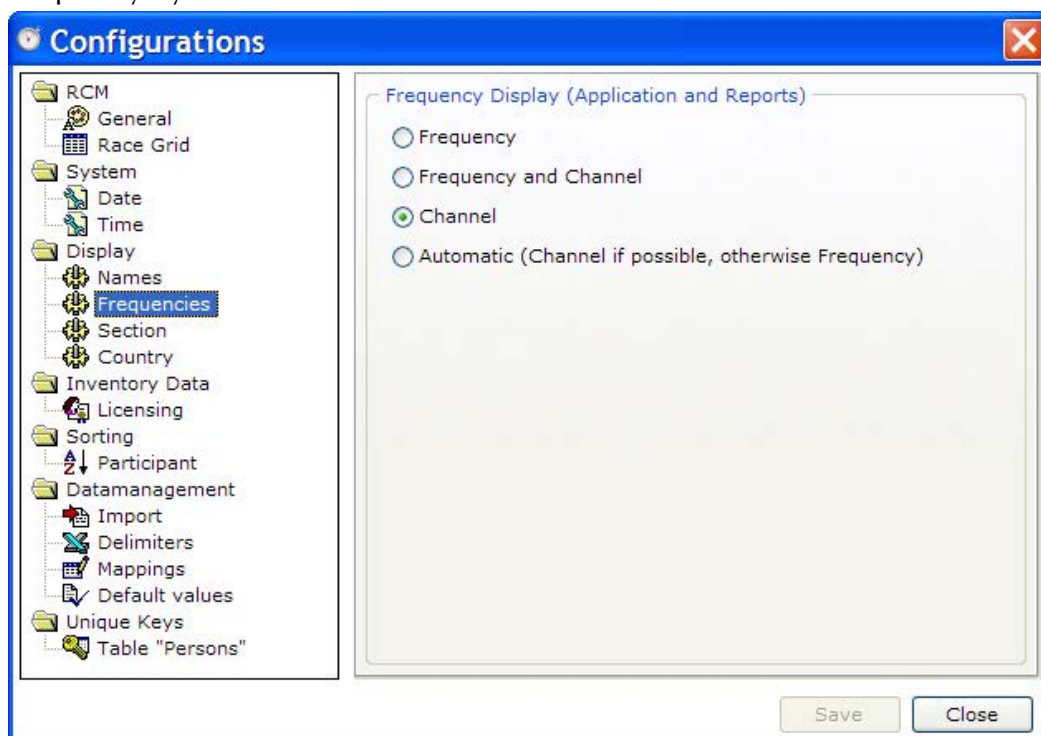 Configurations
RCM
General
Race Grid
System
Date
Time
Display
Names
Frequencies
Section
Country
Inventory Data
Licensing
Sorting
Participant
Datamanagement
Import
Delimiters
Mappings
Default values
Unique Keys
Table "Persons"
Frequency Display (Application and Reports)
Frequency
Frequency and Channel
Channel
Automatic (Channel if possible, otherwise Frequency)
Save
Close